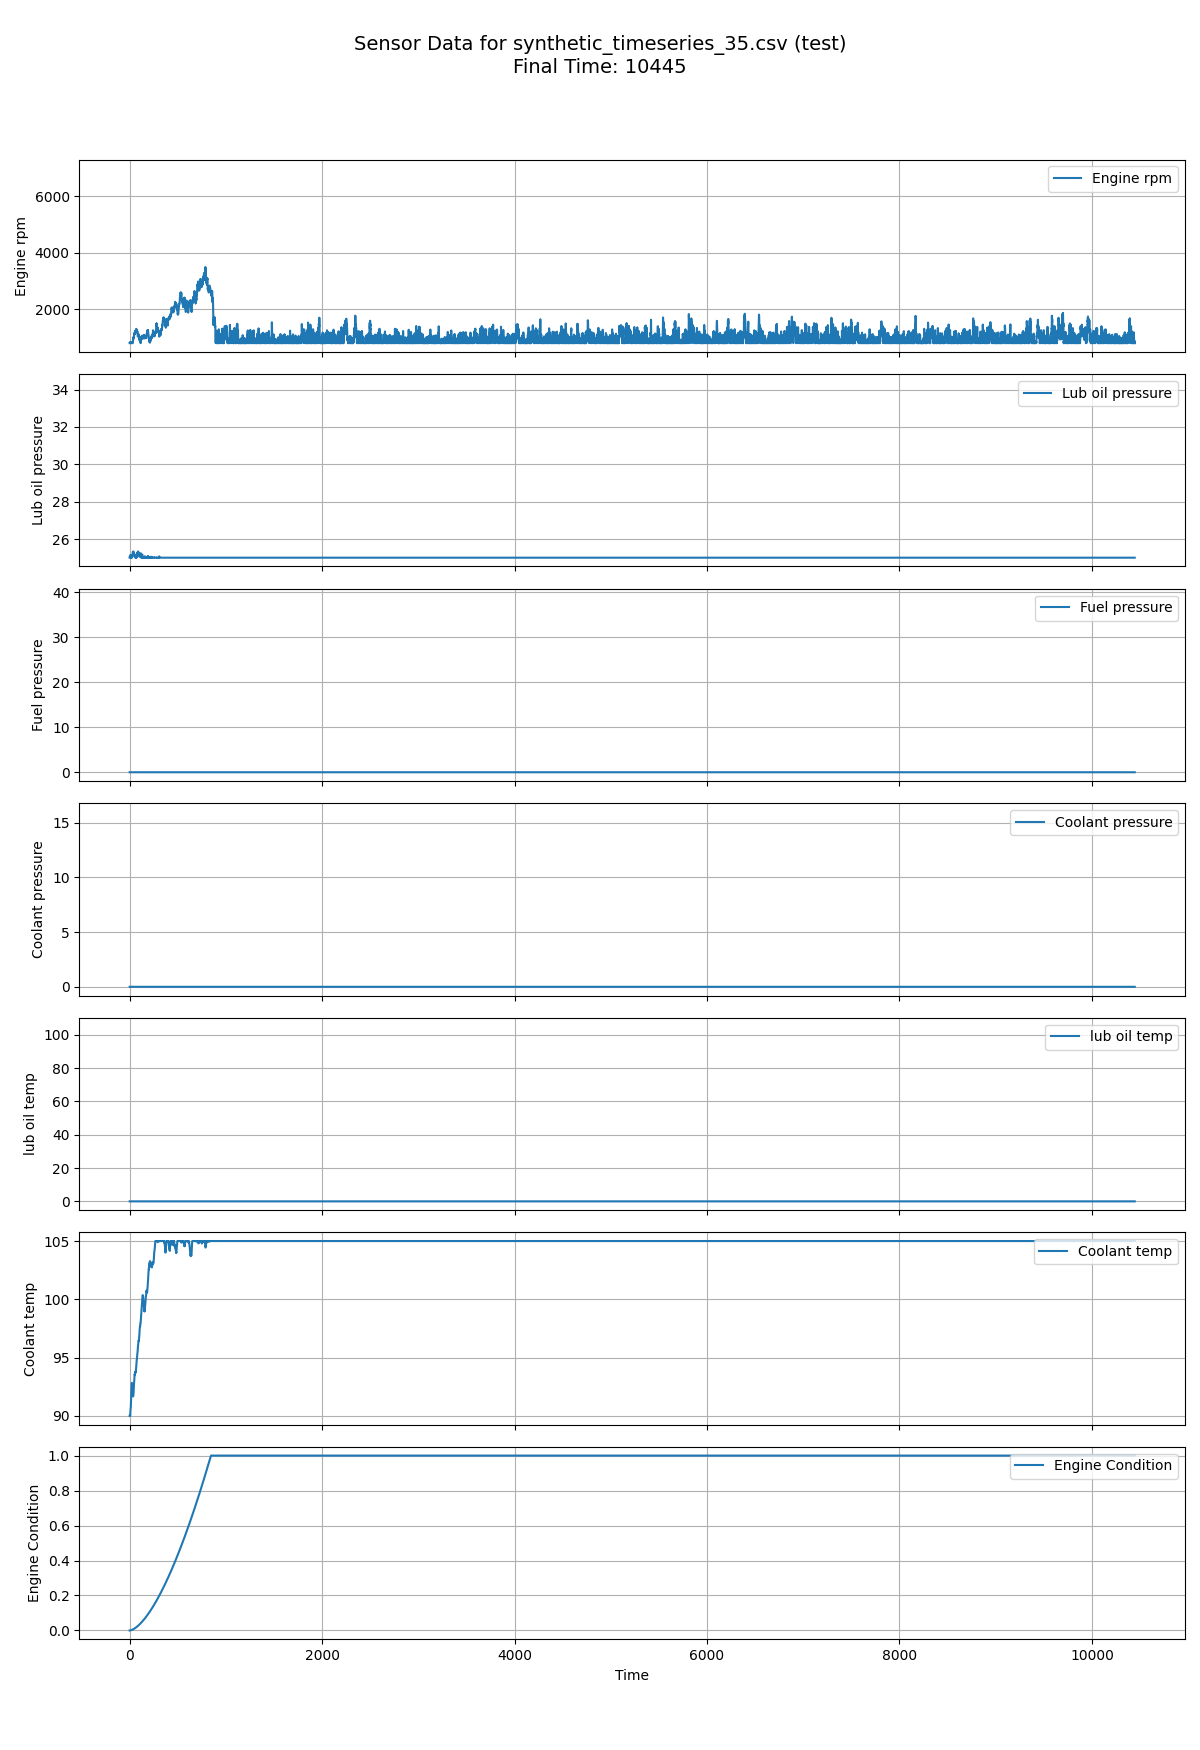 Sensor Data for synthetic_timeseries_35.csv (test)
Final Time: 10445
Engine rpm
6000
4000
2000
Engine rpm
Lub oil pressure
34
32
30
28
26
Lub oil pressure
Fuel pressure
40
30
20
10
0
Fuel pressure
Coolant pressure
15
10
5
0
Coolant pressure
lub oil temp
100
80
60
40
20
0
lub oil temp
Coolant temp
105
100
95
90
Coolant temp
Engine Condition
1.0
0.8
0.6
0.4
0.2
0.0
Engine Condition
0 2000 4000 6000 8000 10000
Time